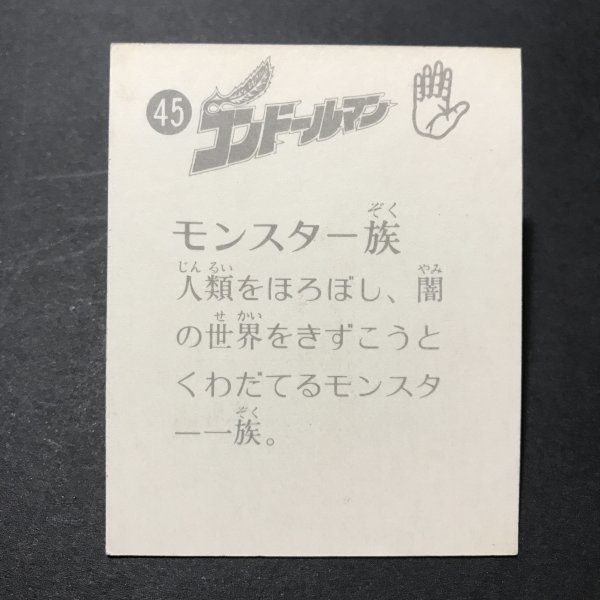 45 コンドールマン
モンスター族
ぞく
じんるい やみ
人類をほろぼし、闇
せかい
の世界をきずこうと
くわだてるモンスタ
ぞく
ー一族。